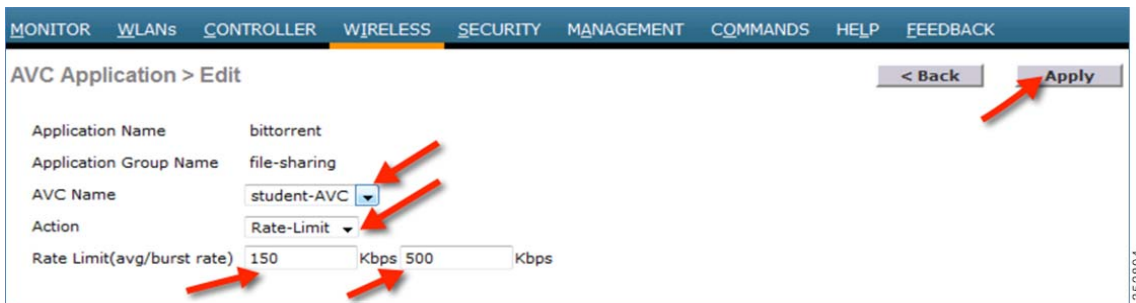 MONITOR WLANs CONTROLLER WIRELESS SECURITY MANAGEMENT COMMANDS HELP FEEDBACK
AVC Application > Edit < Back Apply
Application Name bittorrent
Application Group Name file-sharing
AVC Name student-AVC
Action Rate-Limit
Rate Limit(avg/burst rate) 150 Kbps 500 Kbps